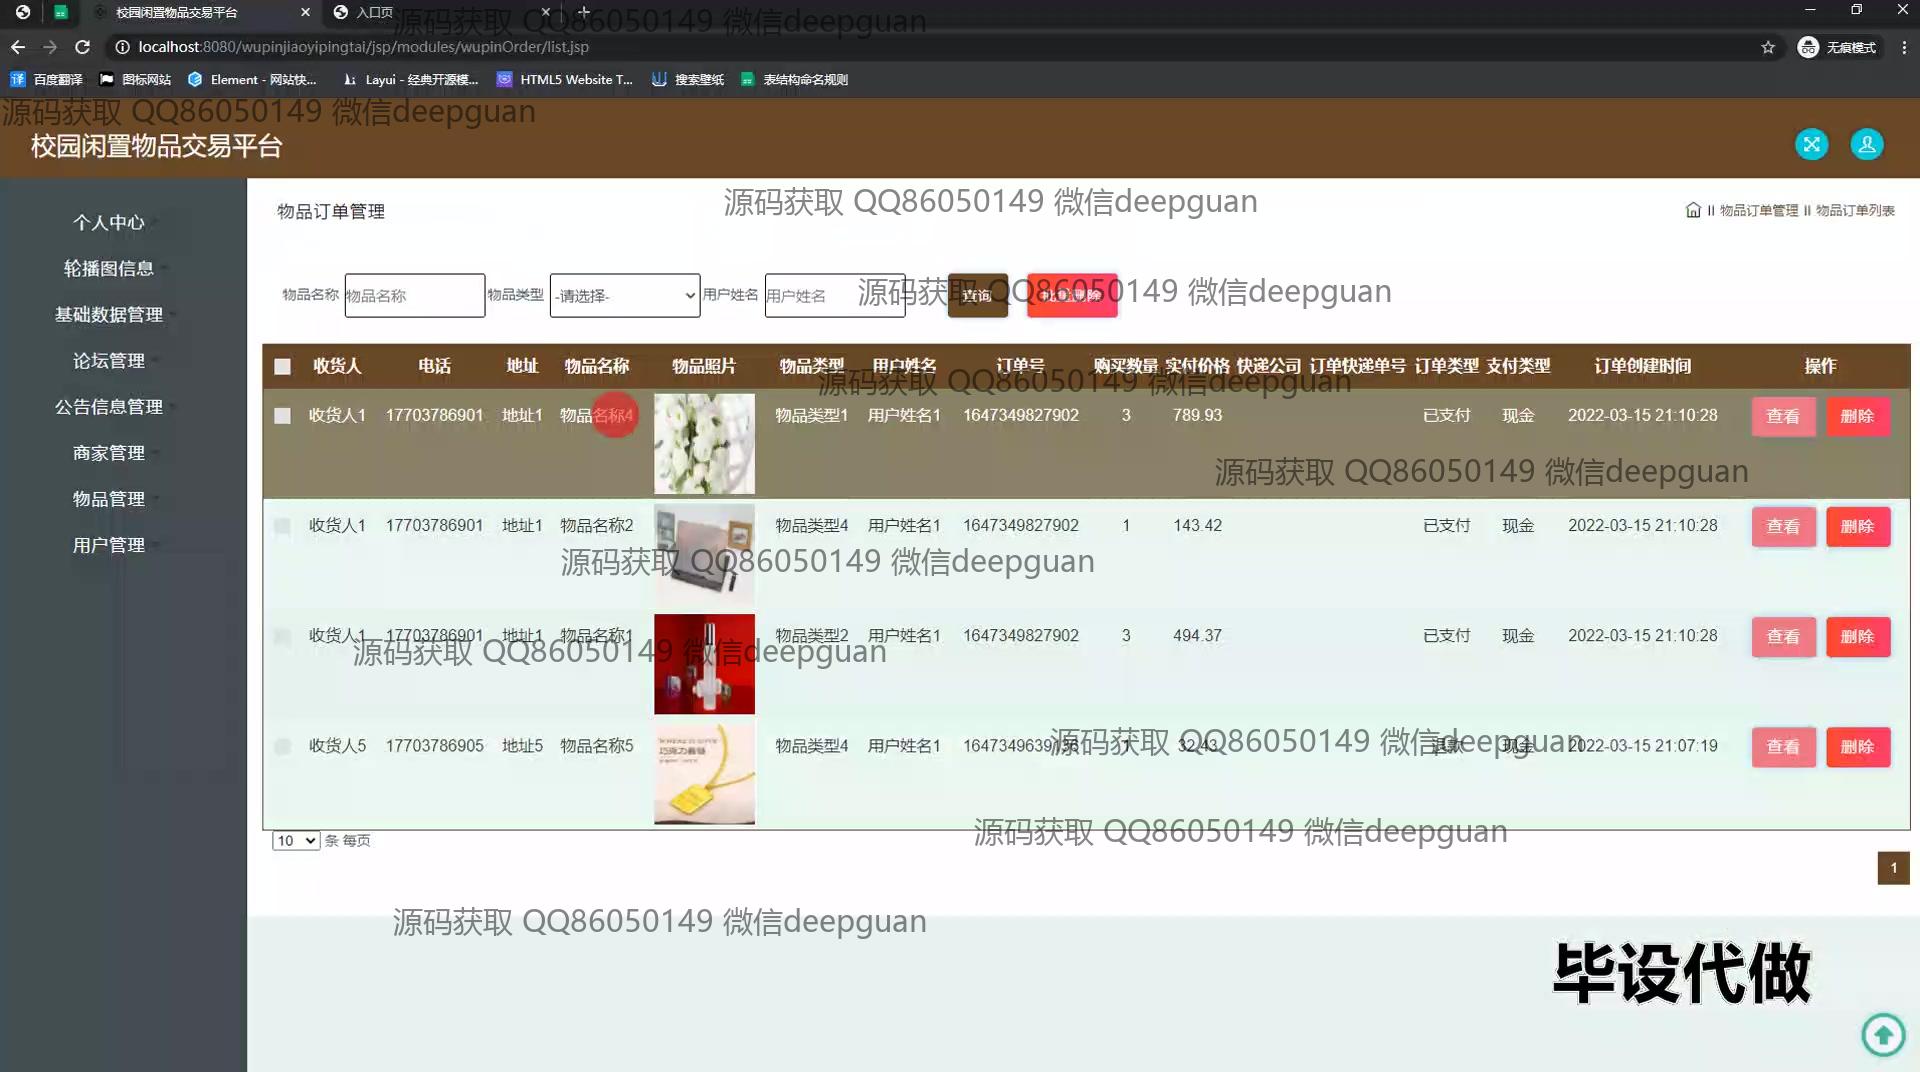 校园闲置物品交易平台
入口页
源码获取 QQ86050149 微信deepguan
localhost:8080/wupinjiaoyipingtai/jsp/modules/wupinOrder/list.jsp
无痕模式
百度翻译 图标网站 Element - 网站快... Layui - 经典开源模... HTML5 Website T... 搜索壁纸 表结构命名规则
源码获取 QQ86050149 微信deepguan
校园闲置物品交易平台
个人中心
轮播图信息
基础数据管理
论坛管理
公告信息管理
商家管理
物品管理
用户管理
物品订单管理
源码获取 QQ86050149 微信deepguan
物品订单管理 物品订单列表
物品名称 物品名称 物品类型 -请选择- 用户姓名 用户姓名 查询 批量删除
源码获取 QQ86050149 微信deepguan
收货人 电话 地址 物品名称 物品照片 物品类型 用户姓名 订单号 购买数量 实付价格 快递公司 订单快递单号 订单类型 支付类型 订单创建时间 操作
源码获取 QQ86050149 微信deepguan
收货人1 17703786901 地址1 物品名称4 物品类型1 用户姓名1 1647349827902 3 789.93 已支付 现金 2022-03-15 21:10:28 查看 删除
源码获取 QQ86050149 微信deepguan
收货人1 17703786901 地址1 物品名称2 物品类型4 用户姓名1 1647349827902 1 143.42 已支付 现金 2022-03-15 21:10:28 查看 删除
源码获取 QQ86050149 微信deepguan
收货人1 17703786901 地址1 物品名称1 物品类型2 用户姓名1 1647349827902 3 494.37 已支付 现金 2022-03-15 21:10:28 查看 删除
源码获取 QQ86050149 微信deepguan
收货人5 17703786905 地址5 物品名称5 物品类型4 用户姓名1 1 32.43 退款 现金 2022-03-15 21:07:19 查看 删除
源码获取 QQ86050149 微信deepguan
源码获取 QQ86050149 微信deepguan
10 条 每页
1
源码获取 QQ86050149 微信deepguan
毕设代做